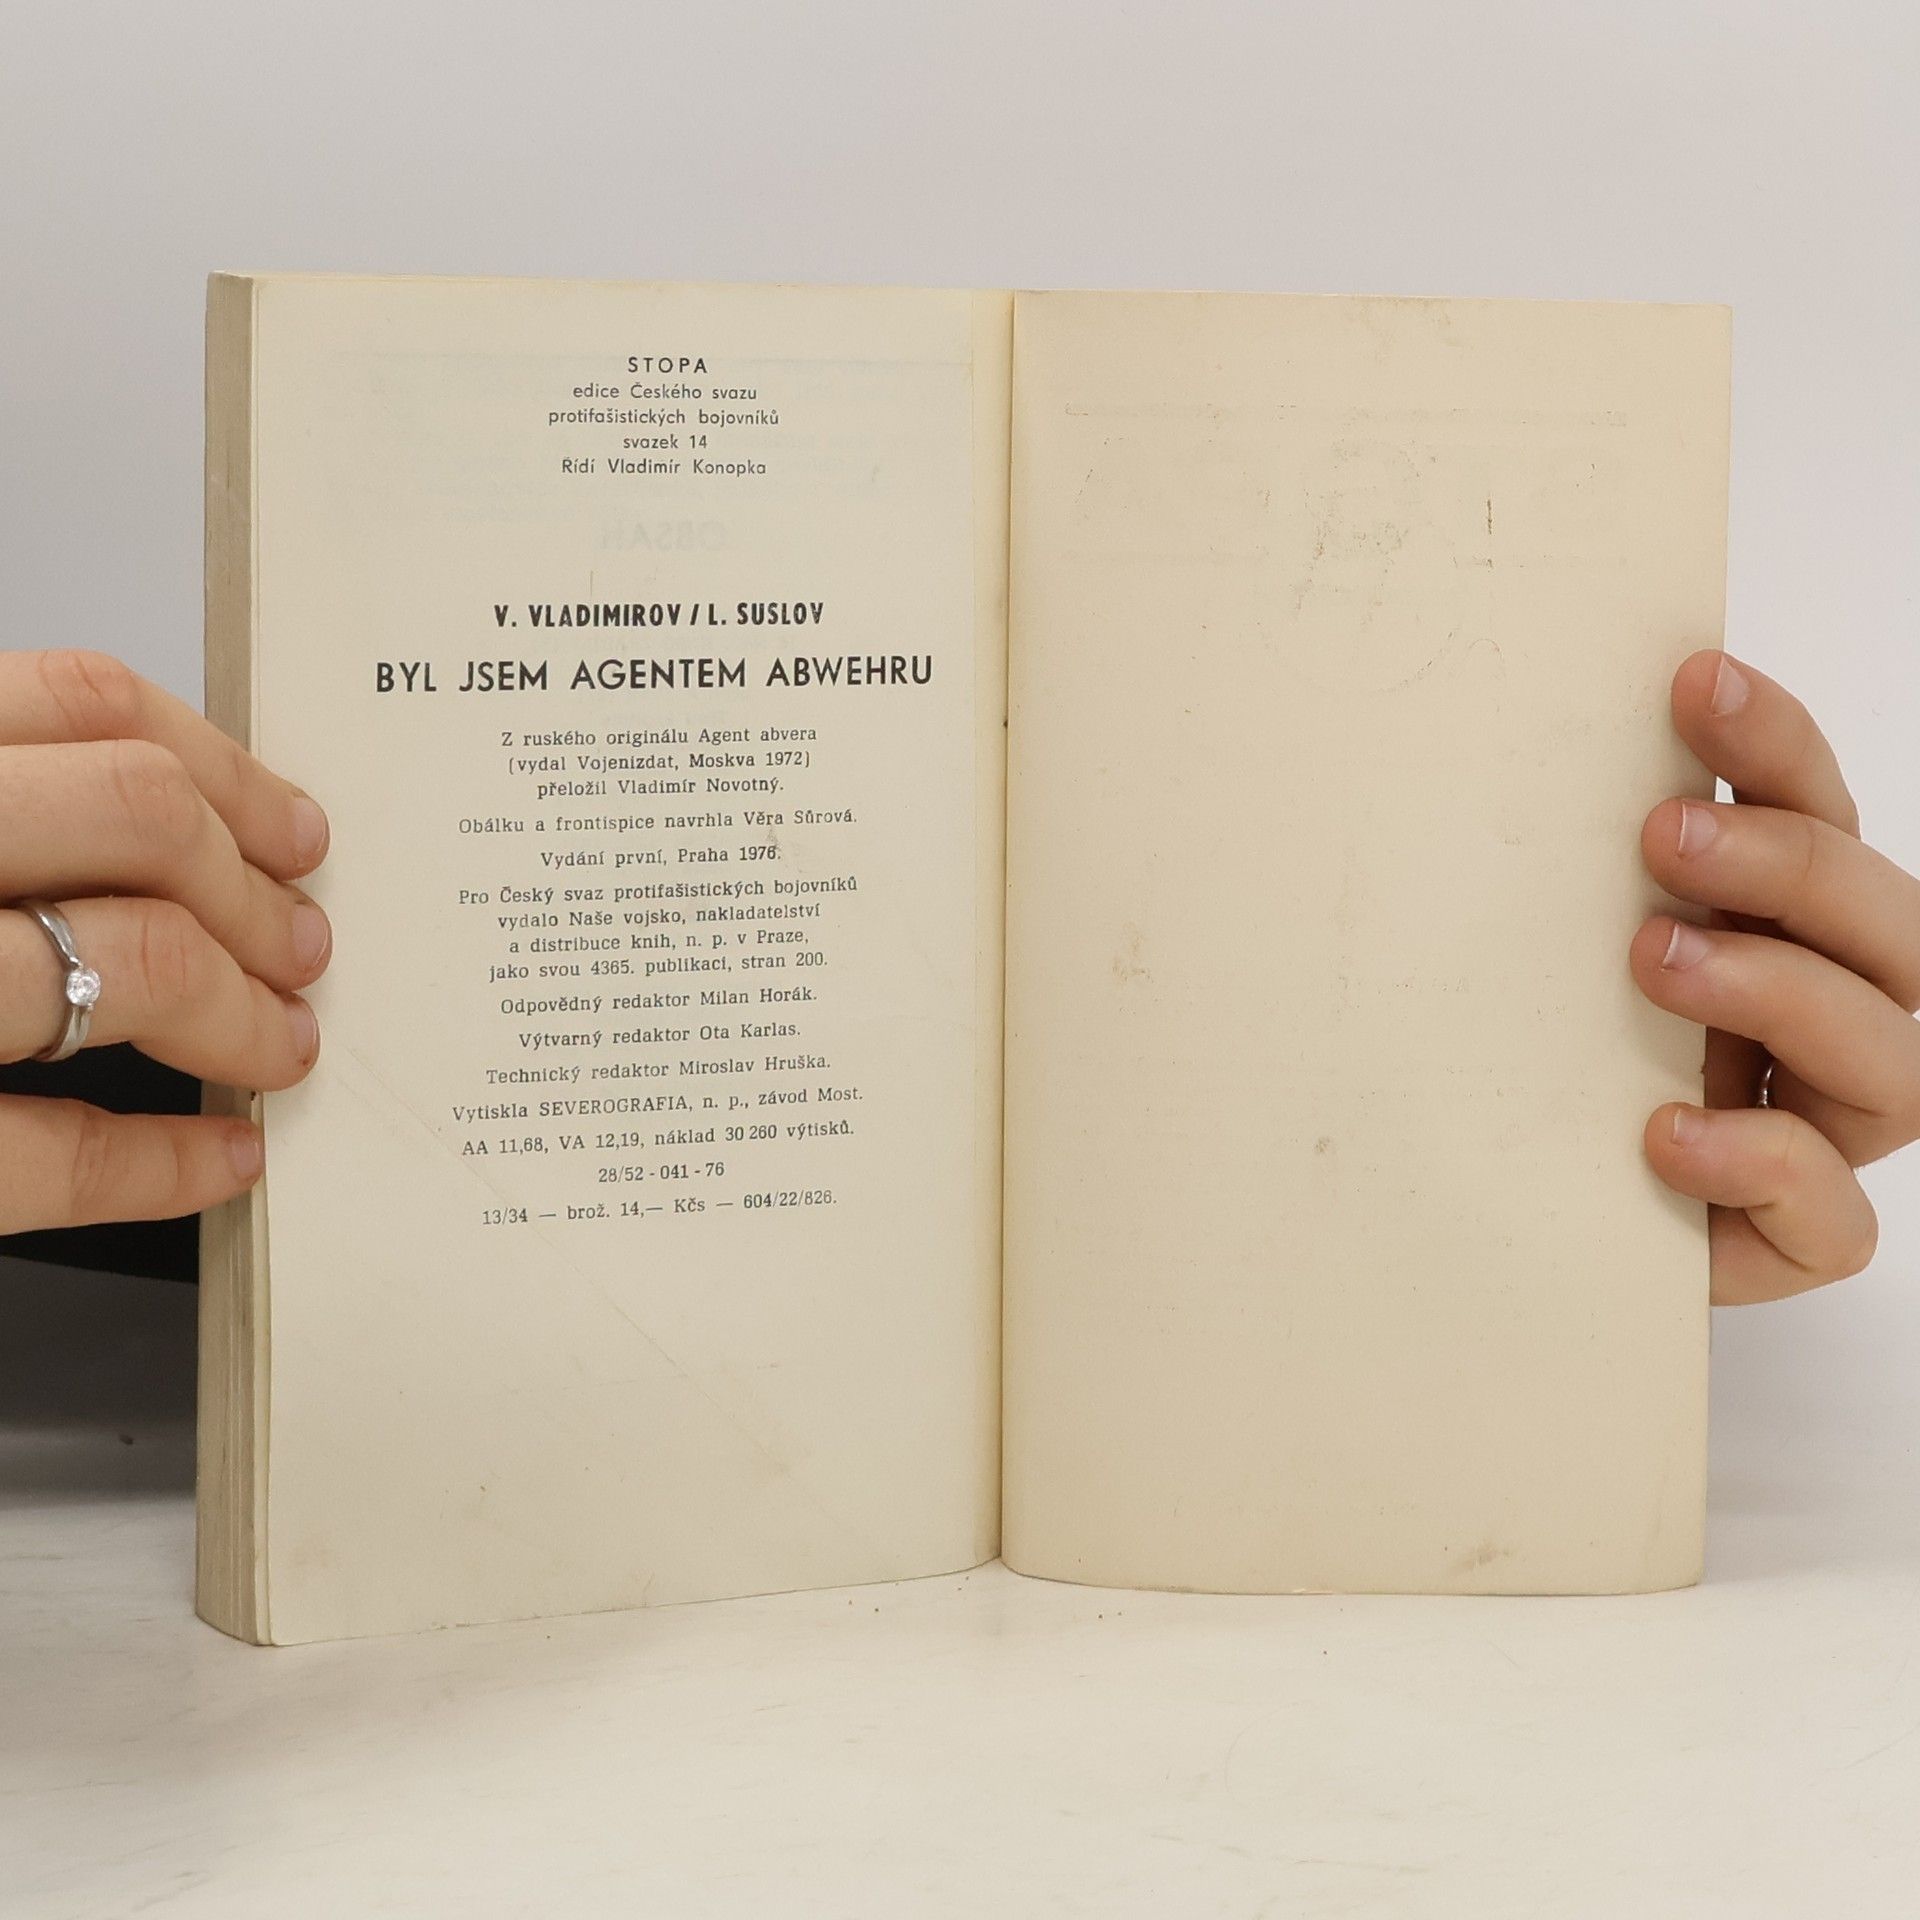 STOPA
edice Českého svazu
protifašistických bojovníků
svazek 14
Řídí Vladimír Konopka
V. VLADIMIROV / L. SUSLOV
BYL JSEM AGENTEM ABWEHRU
Z ruského originálu Agent abvera
(vydal Vojenizdat, Moskva 1972)
přeložil Vladimír Novotný.
Obálku a frontispice navrhla Věra Sůrová.
Vydání první, Praha 1976.
Pro Český svaz protifašistických bojovníků
vydalo Naše vojsko, nakladatelství
a distribuce knih, n. p. v Praze,
jako svou 4365. publikaci, stran 200.
Odpovědný redaktor Milan Horák.
Výtvarný redaktor Ota Karlas.
Technický redaktor Miroslav Hruška.
Vytiskla SEVEROGRAFIA, n. p., závod Most.
AA 11,68, VA 12,19, náklad 30 260 výtisků.
28/52 - 041 - 76
13/34 — brož. 14,— Kčs — 604/22/826.